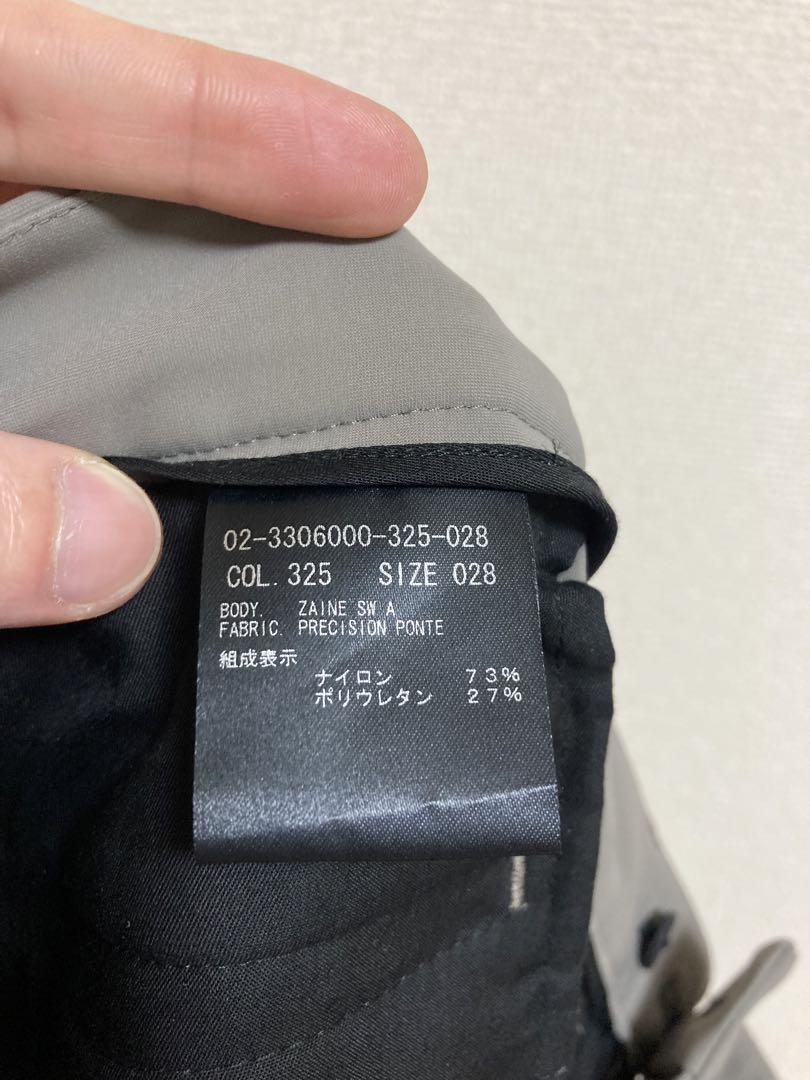 02-3306000-325-028
COL. 325 SIZE 028
BODY. ZAINE SW A
FABRIC. PRECISION PONTE
組成表示
ナイロン 73%
ポリウレタン 27%